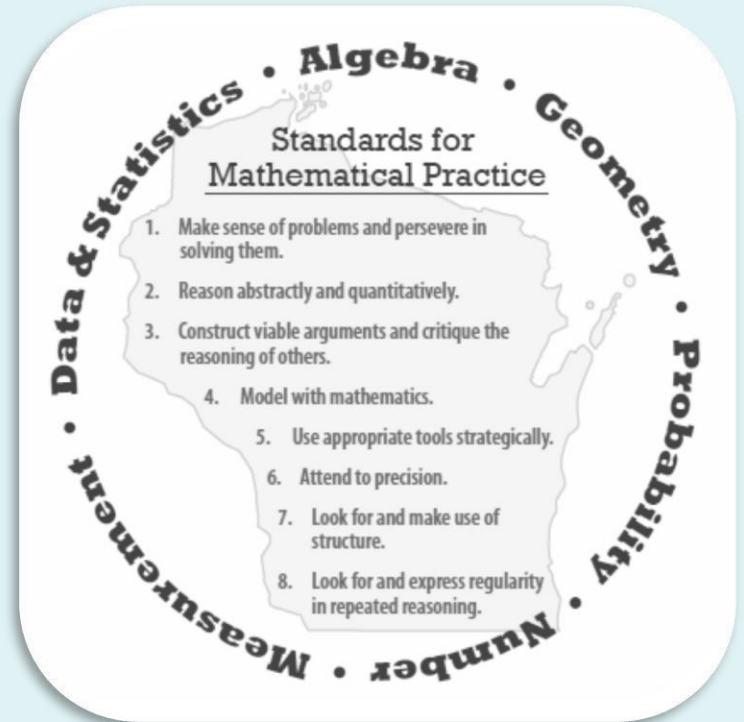 Algebra • Geometry • Probability • Number • Measurement • Data & Statistics •
Standards for
Mathematical Practice
1. Make sense of problems and persevere in
solving them.
2. Reason abstractly and quantitatively.
3. Construct viable arguments and critique the
reasoning of others.
4. Model with mathematics.
5. Use appropriate tools strategically.
6. Attend to precision.
7. Look for and make use of
structure.
8. Look for and express regularity
in repeated reasoning.